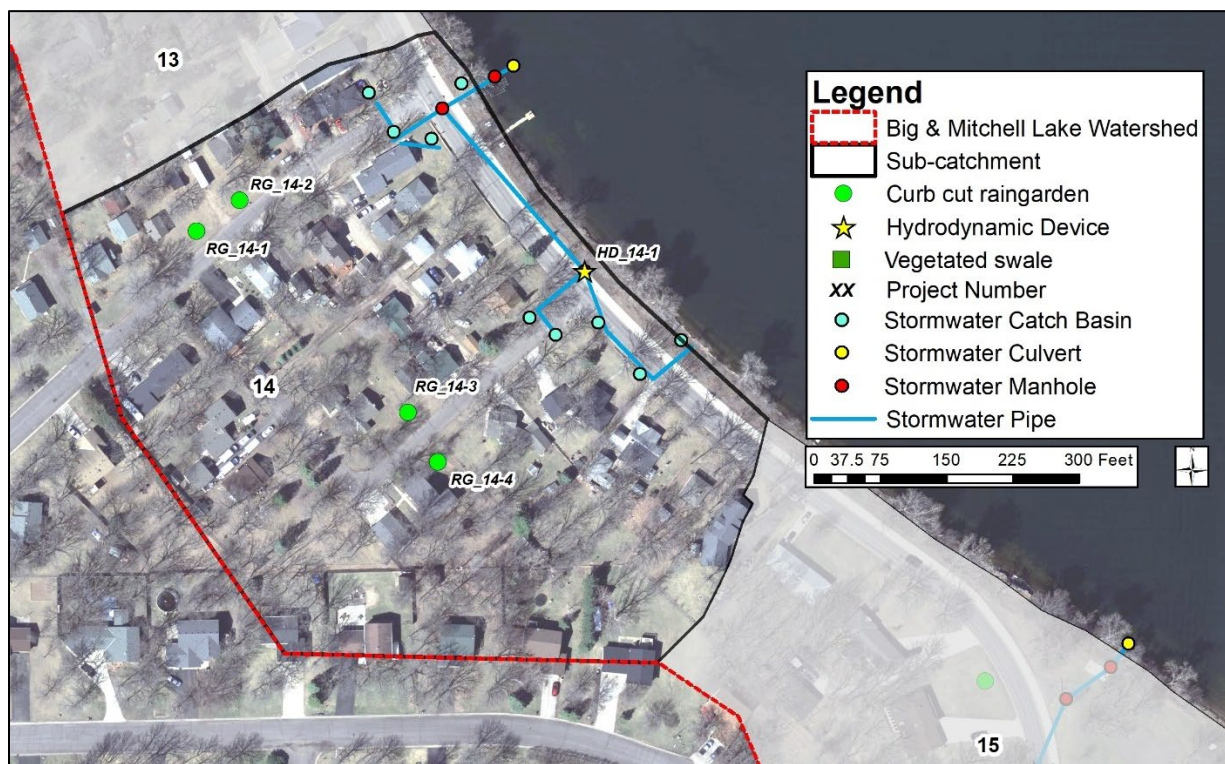 13
RG_14-2
RG_14-1
HD_14-1
14
RG_14-3
RG_14-4
15
Legend
Big & Mitchell Lake Watershed
Sub-catchment
Curb cut raingarden
Hydrodynamic Device
Vegetated swale
XX Project Number
Stormwater Catch Basin
Stormwater Culvert
Stormwater Manhole
Stormwater Pipe
0 37.5 75 150 225 300 Feet